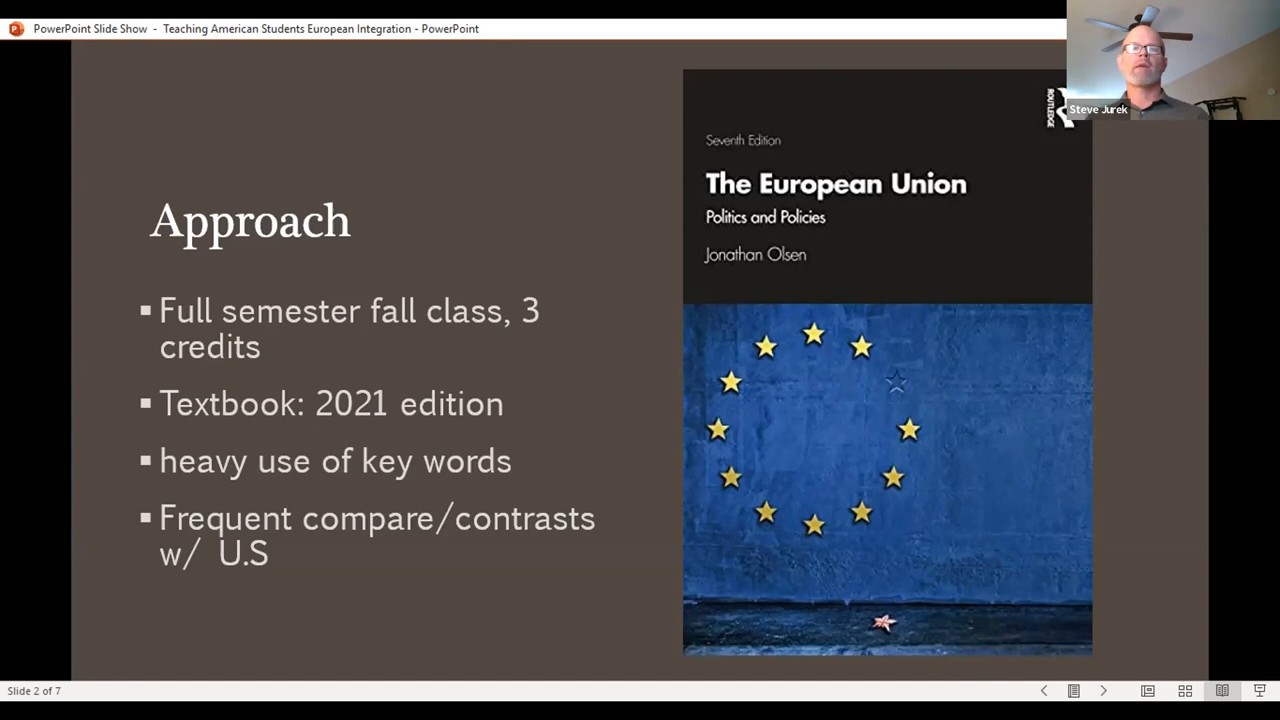 PowerPoint Slide Show - Teaching American Students European Integration - PowerPoint
Steve Jurek
ROUTLEDGE
Seventh Edition
The European Union
Politics and Policies
Jonathan Olsen
Approach
▪ Full semester fall class, 3
credits
▪ Textbook: 2021 edition
▪ heavy use of key words
▪ Frequent compare/contrasts
w/ U.S
Slide 2 of 7